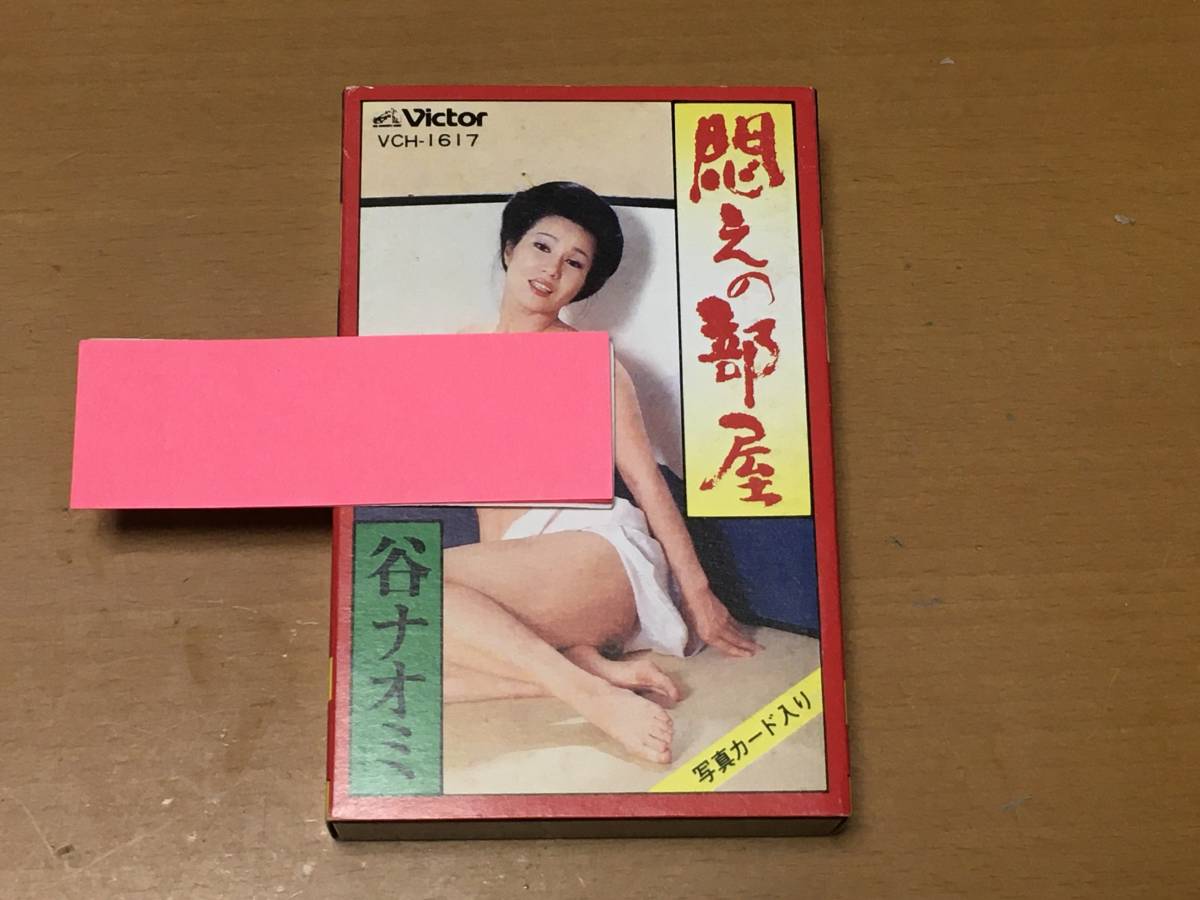 Victor
VCH-1617
悶えの部屋
谷ナオミ
写真カード入り